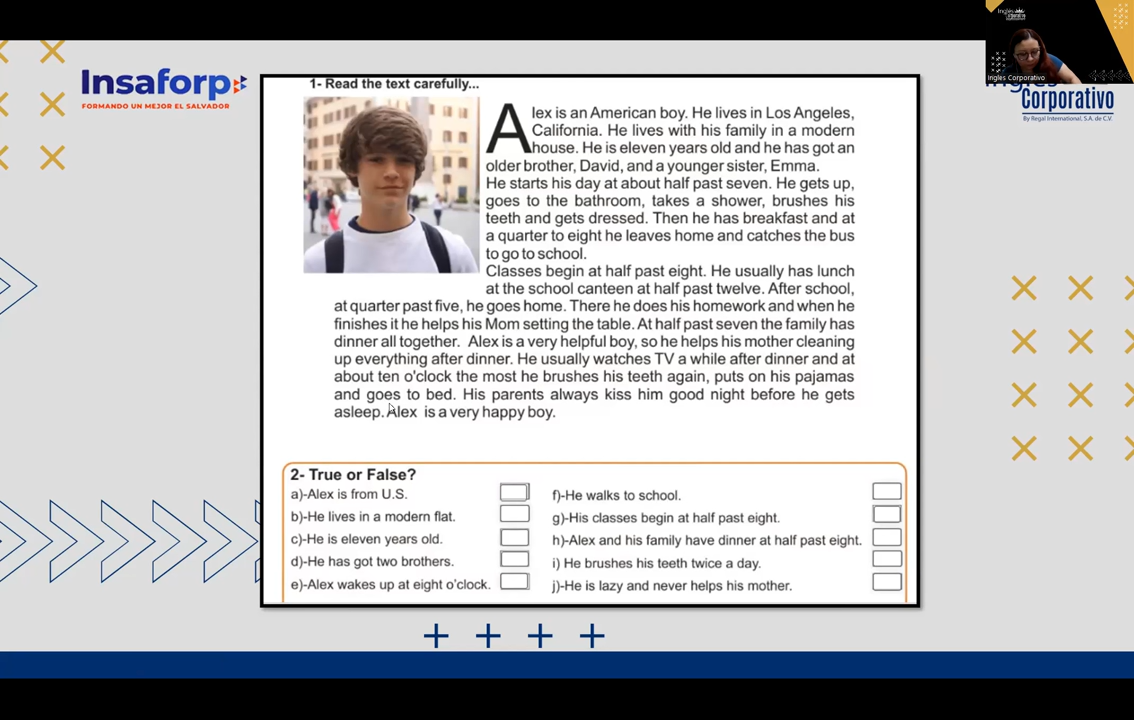 Inglés
Corporativo
Ingles Corporativo
Insaforp
FORMANDO UN MEJOR EL SALVADOR
Corporativo
By Regal International, S.A. de C.V.
1- Read the text carefully...
Alex is an American boy. He lives in Los Angeles,
California. He lives with his family in a modern
house. He is eleven years old and he has got an
older brother, David, and a younger sister, Emma.
He starts his day at about half past seven. He gets up,
goes to the bathroom, takes a shower, brushes his
teeth and gets dressed. Then he has breakfast and at
a quarter to eight he leaves home and catches the bus
to go to school.
Classes begin at half past eight. He usually has lunch
at the school canteen at half past twelve. After school,
at quarter past five, he goes home. There he does his homework and when he
finishes it he helps his Mom setting the table. At half past seven the family has
dinner all together. Alex is a very helpful boy, so he helps his mother cleaning
up everything after dinner. He usually watches TV a while after dinner and at
about ten o'clock the most he brushes his teeth again, puts on his pajamas
and goes to bed. His parents always kiss him good night before he gets
asleep. Alex is a very happy boy.
2- True or False?
a)-Alex is from U.S.
b)-He lives in a modern flat.
c)-He is eleven years old.
d)-He has got two brothers.
e)-Alex wakes up at eight o'clock.
f)-He walks to school.
g)-His classes begin at half past eight.
h)-Alex and his family have dinner at half past eight.
i) He brushes his teeth twice a day.
j)-He is lazy and never helps his mother.